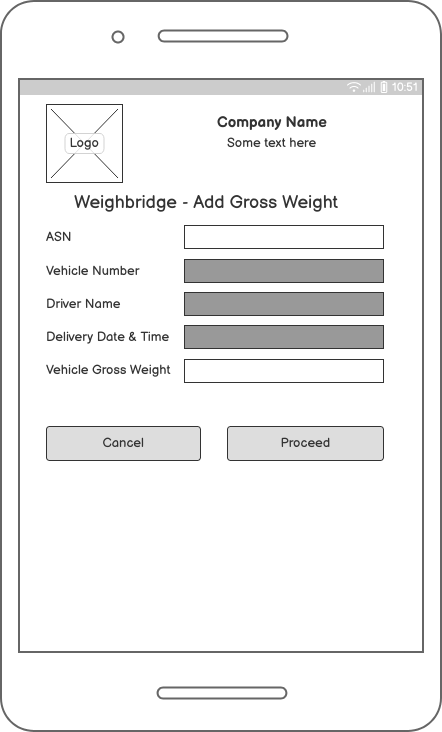 10:51
Logo
Company Name
Some text here
Weighbridge - Add Gross Weight
ASN
Vehicle Number
Driver Name
Delivery Date & Time
Vehicle Gross Weight
Cancel
Proceed